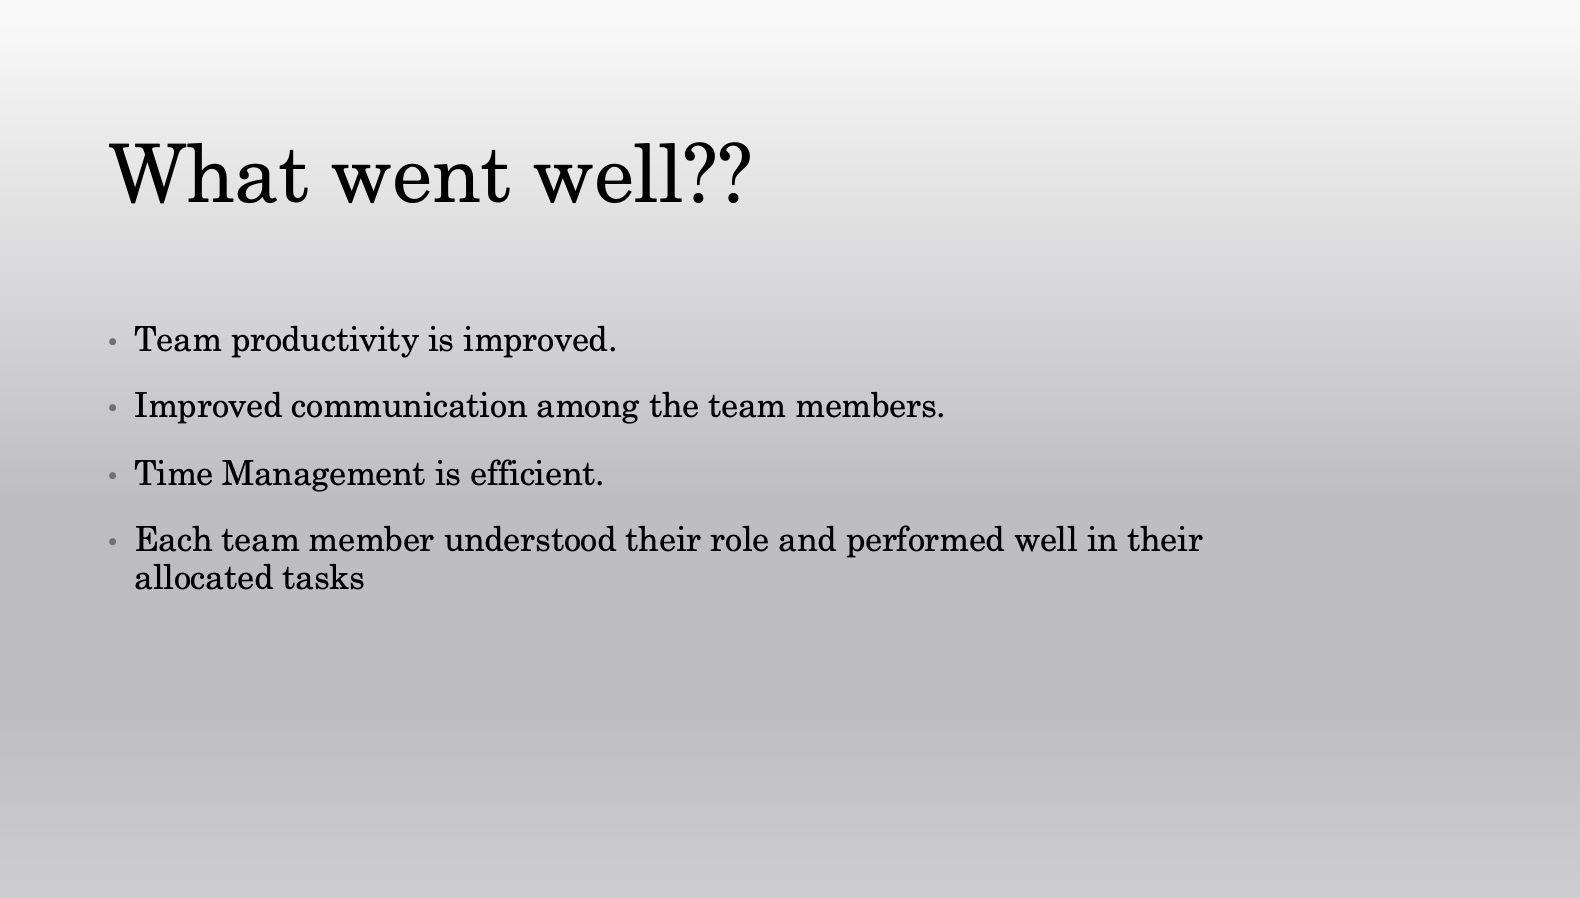 What went well??
• Team productivity is improved.
• Improved communication among the team members.
• Time Management is efficient.
• Each team member understood their role and performed well in their
allocated tasks